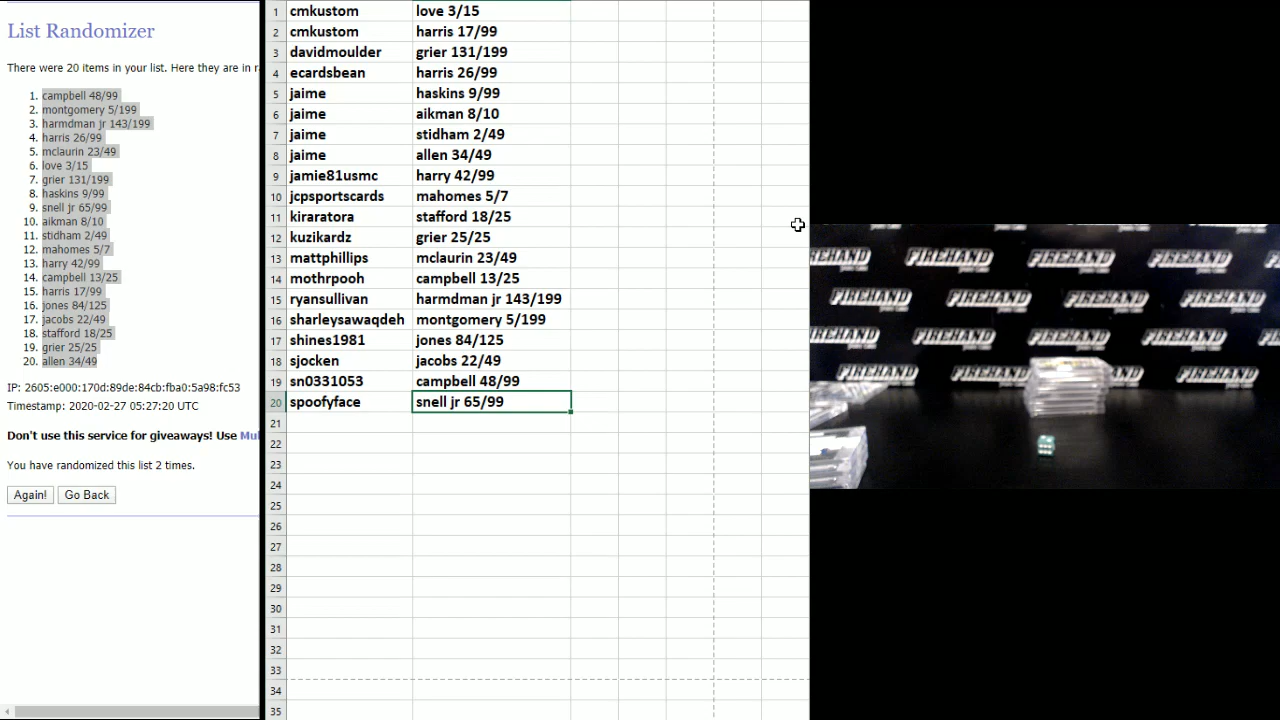 List Randomizer
There were 20 items in your list. Here they are in
1. campbell 48/99
2. montgomery 5/199
3. harmdman jr 143/199
4. harris 26/99
5. mclaurin 23/49
6. love 3/15
7. grier 131/199
8. haskins 9/99
9. snell jr 65/99
10. aikman 8/10
11. stidham 2/49
12. mahomes 5/7
13. harry 42/99
14. campbell 13/25
15. harris 17/99
16. jones 84/125
17. jacobs 22/49
18. stafford 18/25
19. grier 25/25
20. allen 34/49
IP: 2605:e000:170d:89de:84cb:fba0:5a98:fc53
Timestamp: 2020-02-27 05:27:20 UTC
Don't use this service for giveaways! Use
You have randomized this list 2 times.
Again! Go Back
1 cmkustom love 3/15
2 cmkustom harris 17/99
3 davidmoulder grier 131/199
4 ecardsbean harris 26/99
5 jaime haskins 9/99
6 jaime aikman 8/10
7 jaime stidham 2/49
8 jaime allen 34/49
9 jamie81usmc harry 42/99
10 jcpsportscards mahomes 5/7
11 kiraratora stafford 18/25
12 kuzikardz grier 25/25
13 mattphillips mclaurin 23/49
14 mothrpooh campbell 13/25
15 ryansullivan harmdman jr 143/199
16 sharleysawaqdeh montgomery 5/199
17 shines1981 jones 84/125
18 sjocken jacobs 22/49
19 sn0331053 campbell 48/99
20 spoofyface snell jr 65/99
21
22
23
24
25
26
27
28
29
30
31
32
33
34
35
FIREHAND FIREHAND FIREHAND FIREHAND
FIREHAND FIREHAND FIREHAND FIREHAND
FIREHAND FIREHAND FIREHAND
FIREHAND FIREHAND FIREHAND